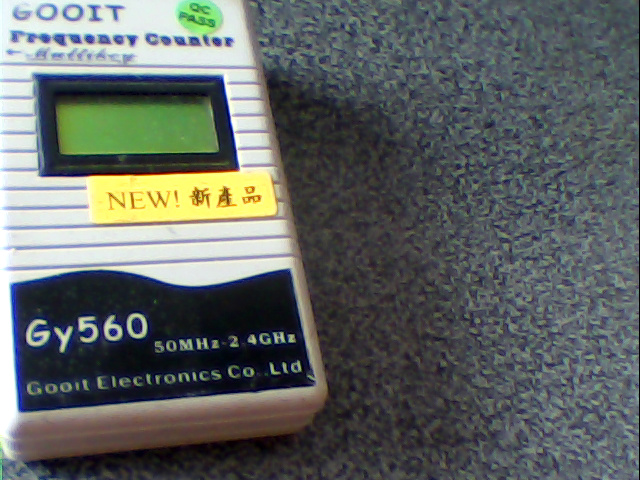 GOOIT
QC
PASS
Frequency Counter
NEW! 新產品
Gy560
50MHz-2.4GHz
Gooit Electronics Co.,Ltd